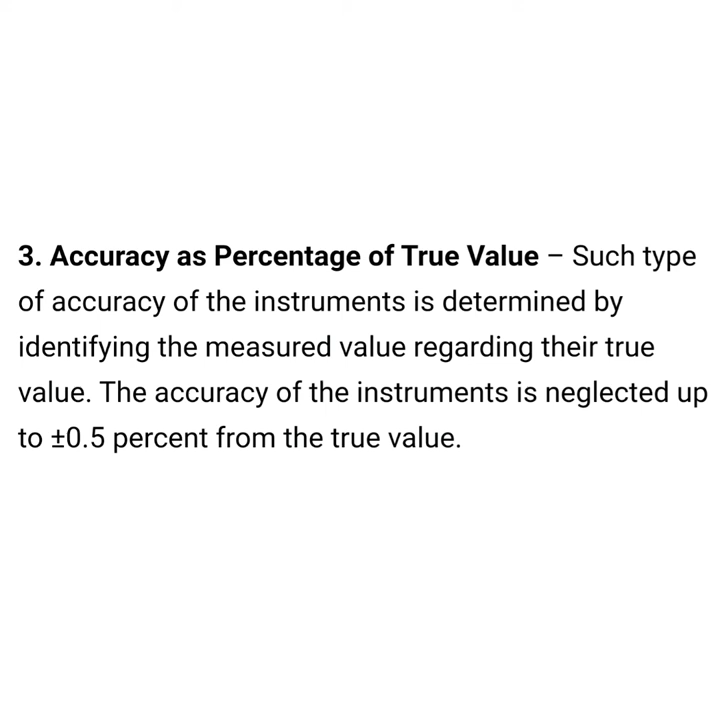 3. Accuracy as Percentage of True Value – Such type
of accuracy of the instruments is determined by
identifying the measured value regarding their true
value. The accuracy of the instruments is neglected up
to ±0.5 percent from the true value.